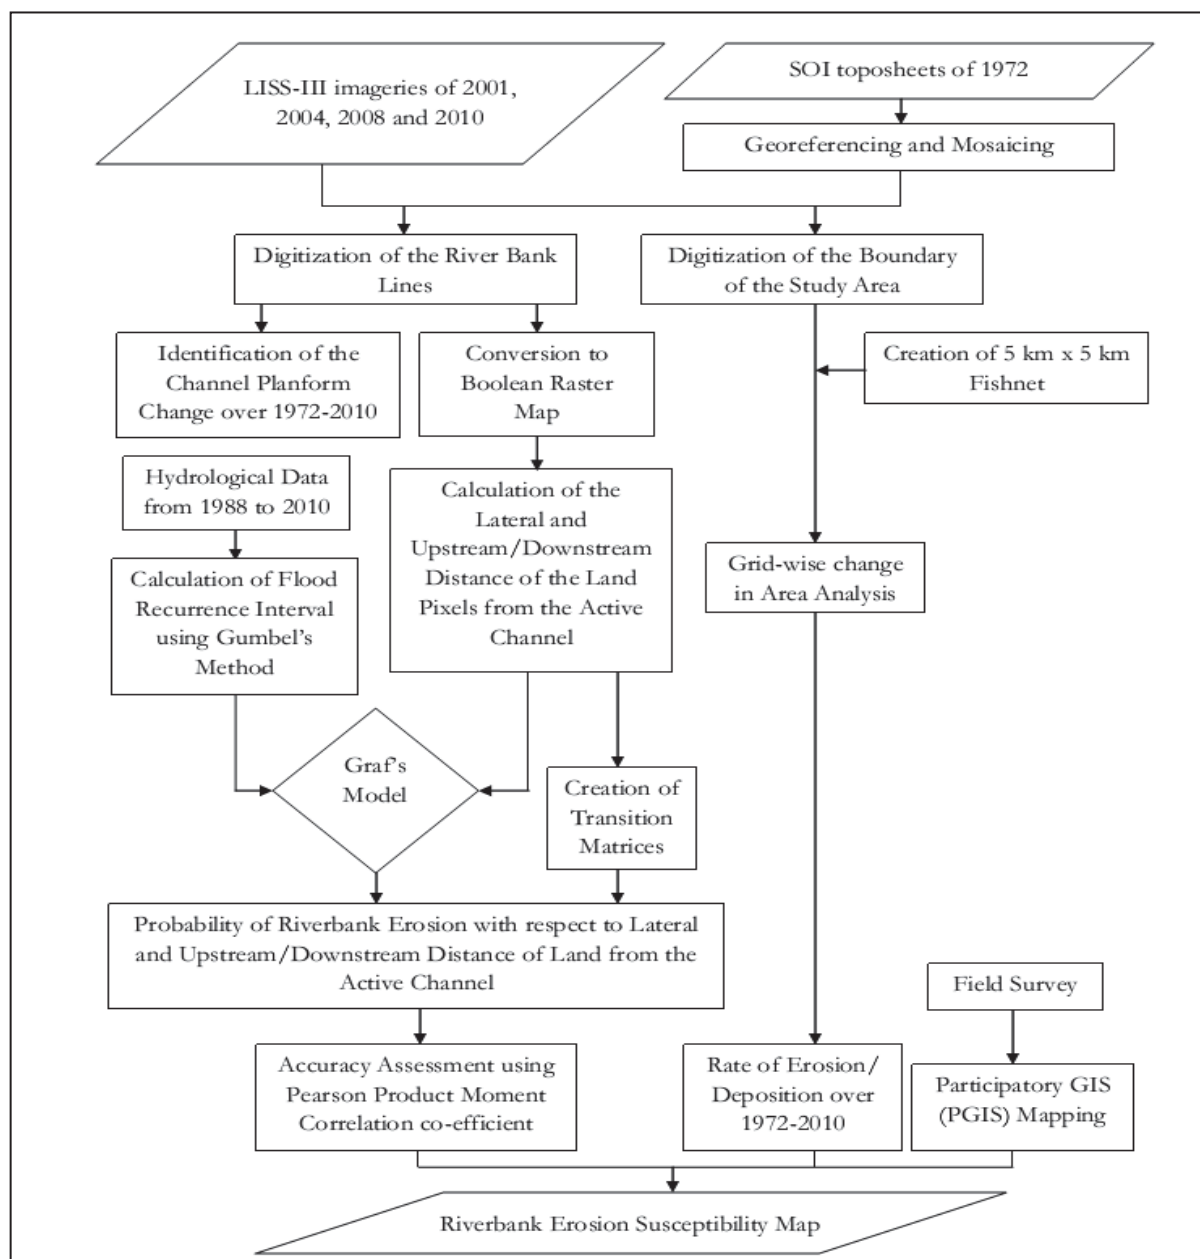 LISS-III imageries of 2001,
2004, 2008 and 2010
SOI toposheets of 1972
Georeferencing and Mosaicing
Digitization of the River Bank
Lines
Digitization of the Boundary
of the Study Area
Identification of the
Channel Planform
Change over 1972-2010
Conversion to
Boolean Raster
Map
Creation of 5 km x 5 km
Fishnet
Hydrological Data
from 1988 to 2010
Calculation of the
Lateral and
Upstream/Downstream
Distance of the Land
Pixels from the Active
Channel
Grid-wise change
in Area Analysis
Calculation of Flood
Recurrence Interval
using Gumbel's
Method
Graf's
Model
Creation of
Transition
Matrices
Probability of Riverbank Erosion with respect to Lateral
and Upstream/Downstream Distance of Land from the
Active Channel
Field Survey
Accuracy Assessment using
Pearson Product Moment
Correlation co-efficient
Rate of Erosion/
Deposition over
1972-2010
Participatory GIS
(PGIS) Mapping
Riverbank Erosion Susceptibility Map